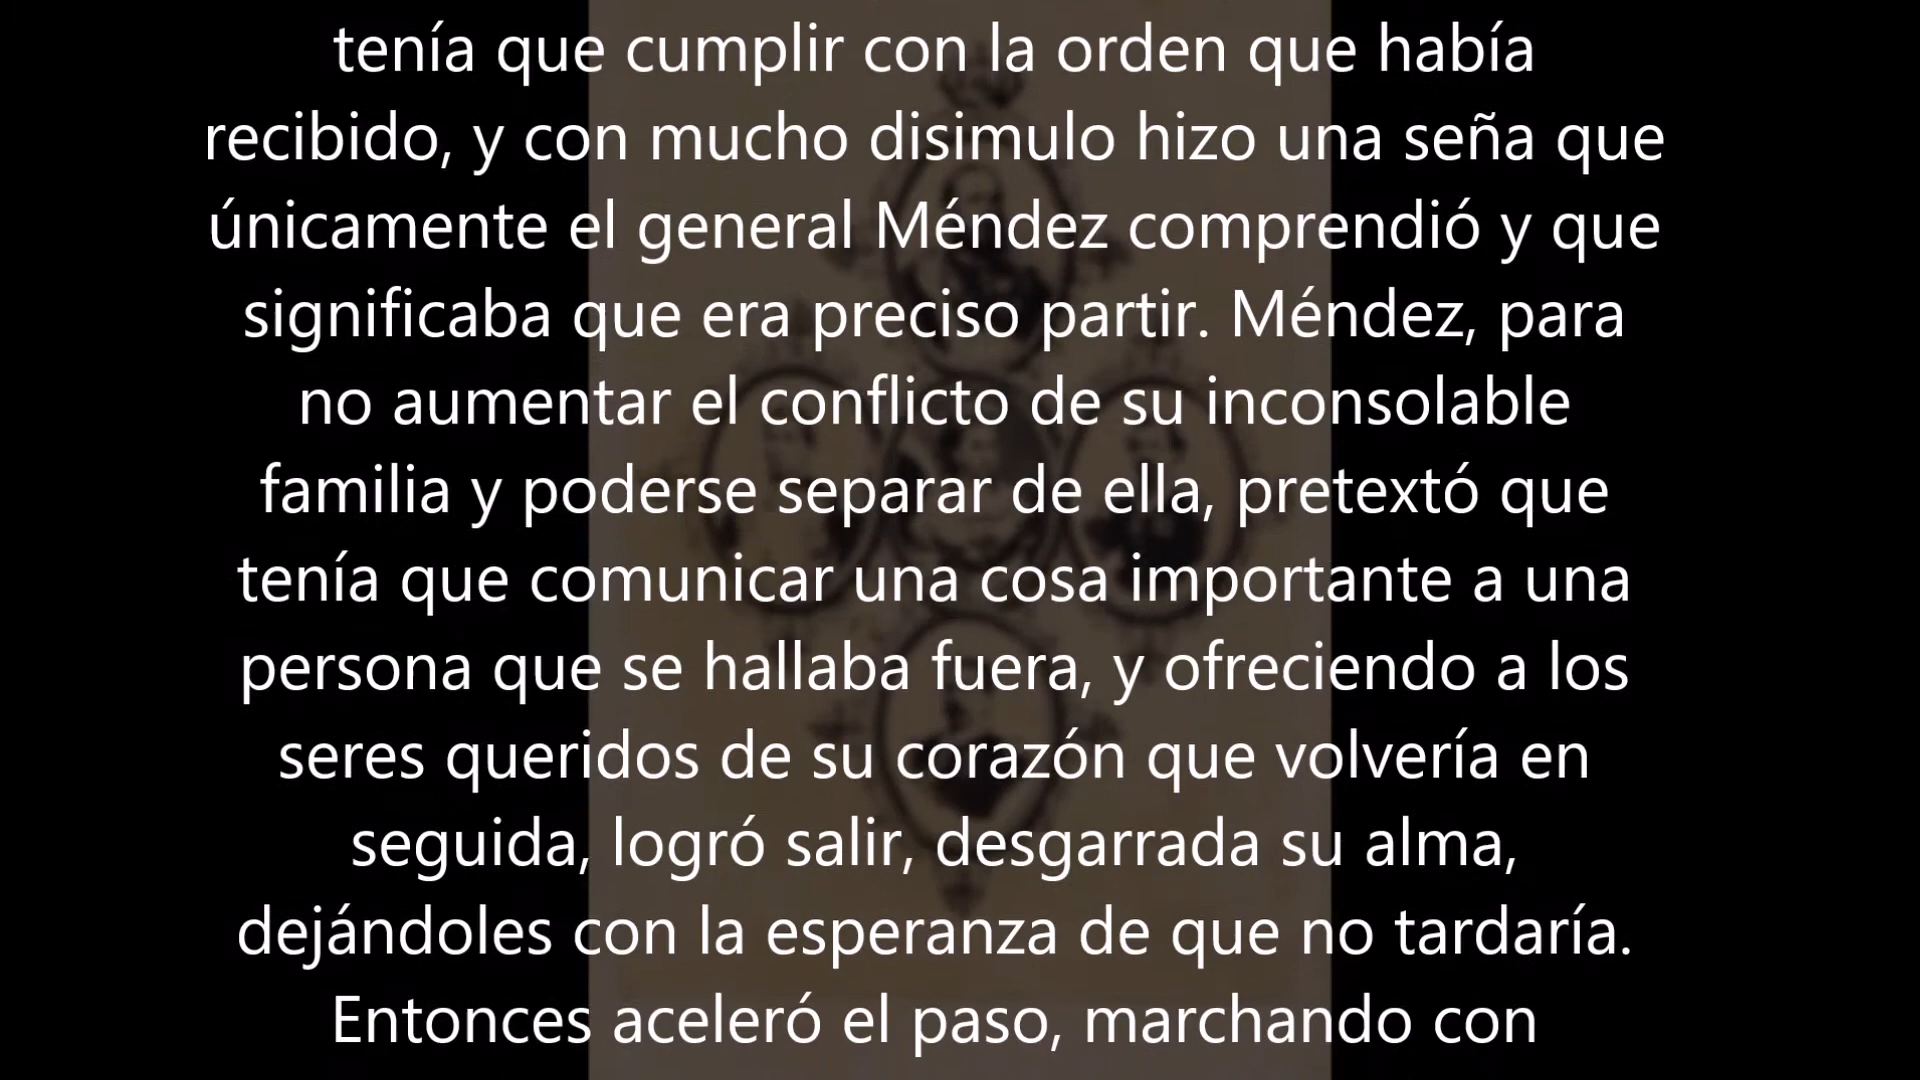 tenía que cumplir con la orden que había
recibido, y con mucho disimulo hizo una seña que
únicamente el general Méndez comprendió y que
significaba que era preciso partir. Méndez, para
no aumentar el conflicto de su inconsolable
familia y poderse separar de ella, pretextó que
tenía que comunicar una cosa importante a una
persona que se hallaba fuera, y ofreciendo a los
seres queridos de su corazón que volvería en
seguida, logró salir, desgarrada su alma,
dejándoles con la esperanza de que no tardaría.
Entonces aceleró el paso, marchando con